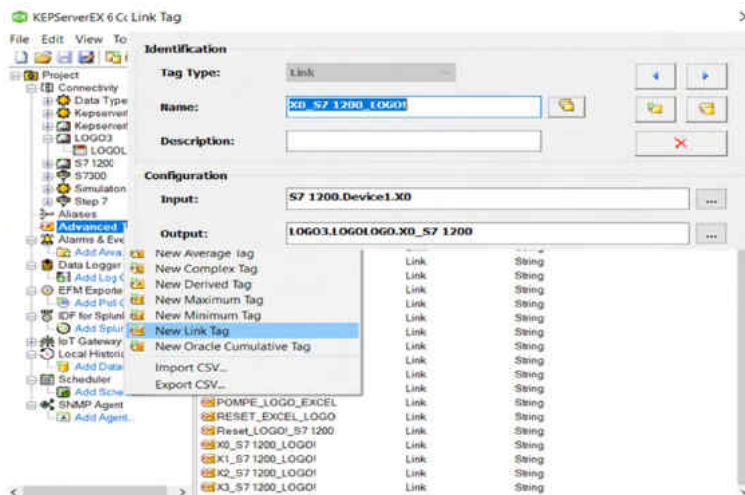 KEPServerEX 6 Cc Link Tag
File Edit View To
Identification
Tag Type: Link
Name: X0_S7 1200_LOGO!
Description:
Configuration
Input: S7 1200.Device1.X0
Output: LOGO3.LOGOLOGO.X0_S7 1200
Project
Connectivity
Data Type
Kepserver
Kepserver
LOGO3
LOGOL
S7 1200
S7300
Simulation
Step 7
Aliases
Advanced T
Alarms & Eve
Add Area.
Data Logger
Add Log G
EFM Exporte
Add Poll G
IDF for Splunk
Add Splun
IoT Gateway
Local Historia
Add Data
Scheduler
Add Sche
SNMP Agent
Add Agent.
New Average Tag
New Complex Tag
New Derived Tag
New Maximum Tag
New Minimum Tag
New Link Tag
New Oracle Cumulative Tag
Import CSV...
Export CSV...
Link String
Link String
Link String
Link String
Link String
Link String
Link String
Link String
Link String
POMPE_LOGO_EXCEL Link String
RESET_EXCEL_LOGO Link String
Reset_LOGO!_S7 1200 Link String
X0_S7 1200_LOGO! Link String
X1_S7 1200_LOGO! Link String
X2_S7 1200_LOGO! Link String
X3_S7 1200_LOGO! Link String